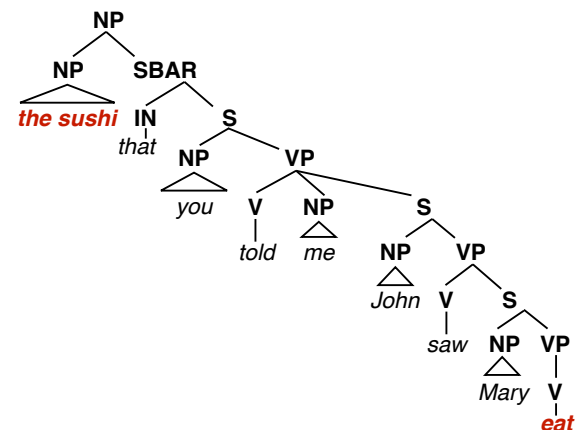 NP
NP SBAR
the sushi IN S
that
NP VP
you V NP S
told me NP VP
John V S
saw NP VP
Mary V
eat